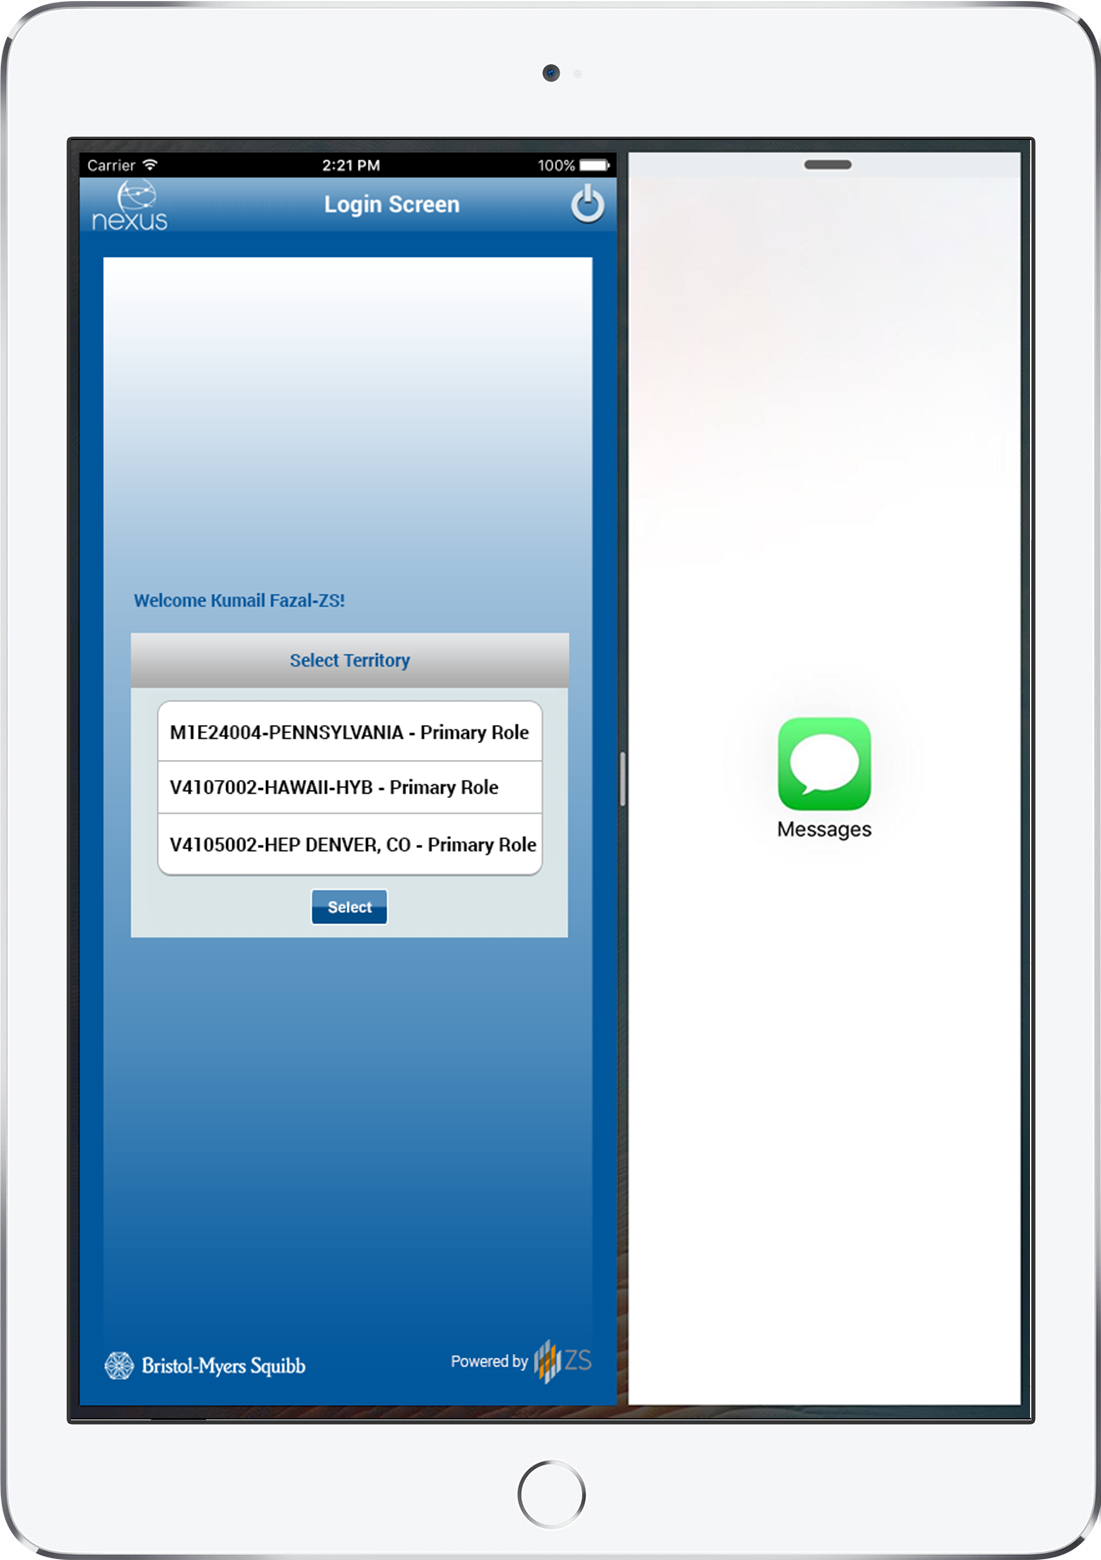 Carrier 2:21 PM 100%
nexus
Login Screen
Welcome Kumail Fazal-ZS!
Select Territory
M1E24004-PENNSYLVANIA - Primary Role
V4107002-HAWAII-HYB - Primary Role
V4105002-HEP DENVER, CO - Primary Role
Select
Bristol-Myers Squibb
Powered by ZS
Messages